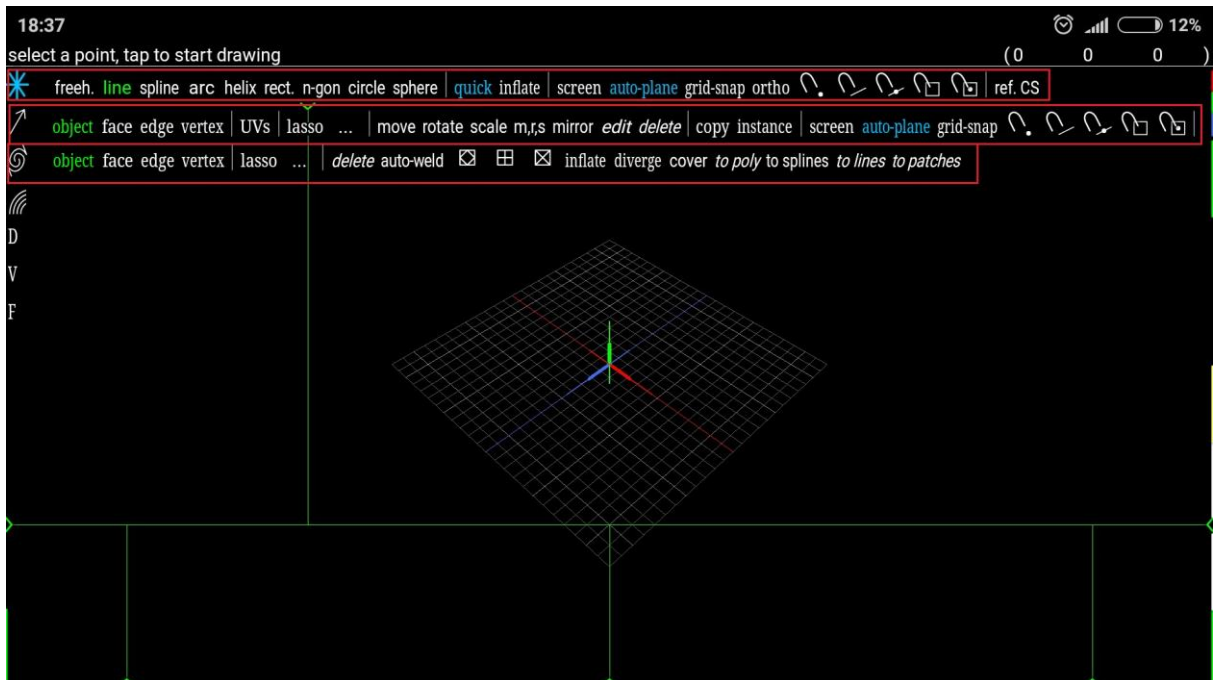 18:37 12%
select a point, tap to start drawing (0 0 0 )
freeh. line spline arc helix rect. n-gon circle sphere quick inflate screen auto-plane grid-snap ortho ref. CS
object face edge vertex UVs lasso ... move rotate scale m,r,s mirror edit delete copy instance screen auto-plane grid-snap
object face edge vertex lasso ... delete auto-weld inflate diverge cover to poly to splines to lines to patches
D
V
F